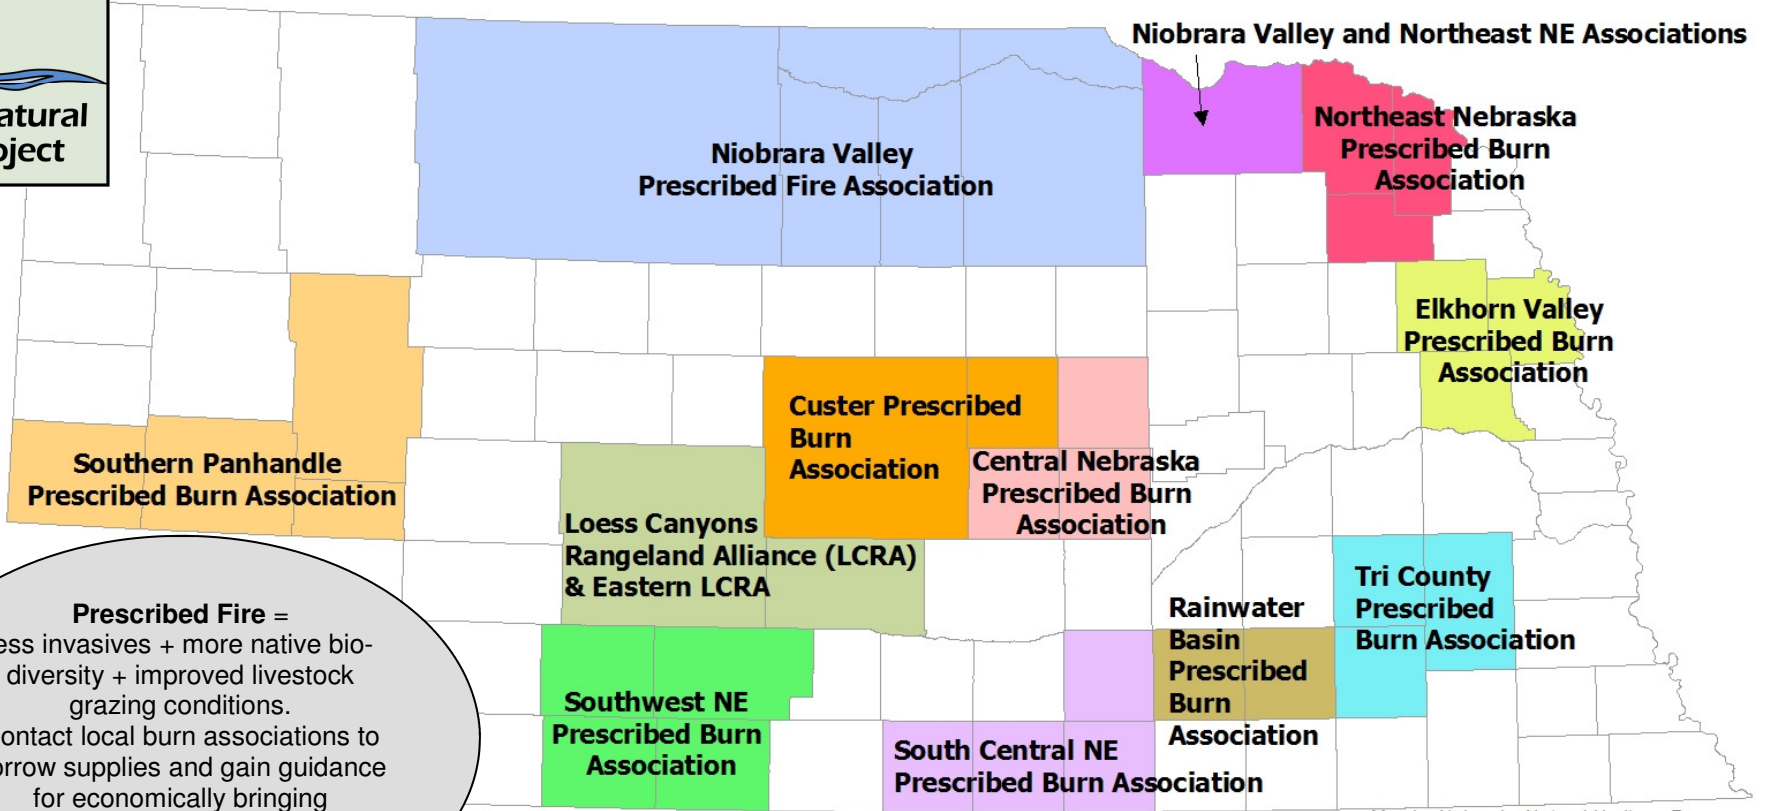 atural
ject
Niobrara Valley and Northeast NE Associations
Niobrara Valley
Prescribed Fire Association
Northeast Nebraska
Prescribed Burn
Association
Elkhorn Valley
Prescribed Burn
Association
Custer Prescribed
Burn
Association
Central Nebraska
Prescribed Burn
Association
Southern Panhandle
Prescribed Burn Association
Loess Canyons
Rangeland Alliance (LCRA)
& Eastern LCRA
Tri County
Prescribed
Burn Association
Rainwater
Basin
Prescribed
Burn
Association
Southwest NE
Prescribed Burn
Association
South Central NE
Prescribed Burn Association
Prescribed Fire =
ess invasives + more native bio-
diversity + improved livestock
grazing conditions.
ontact local burn associations to
orrow supplies and gain guidance
for economically bringing